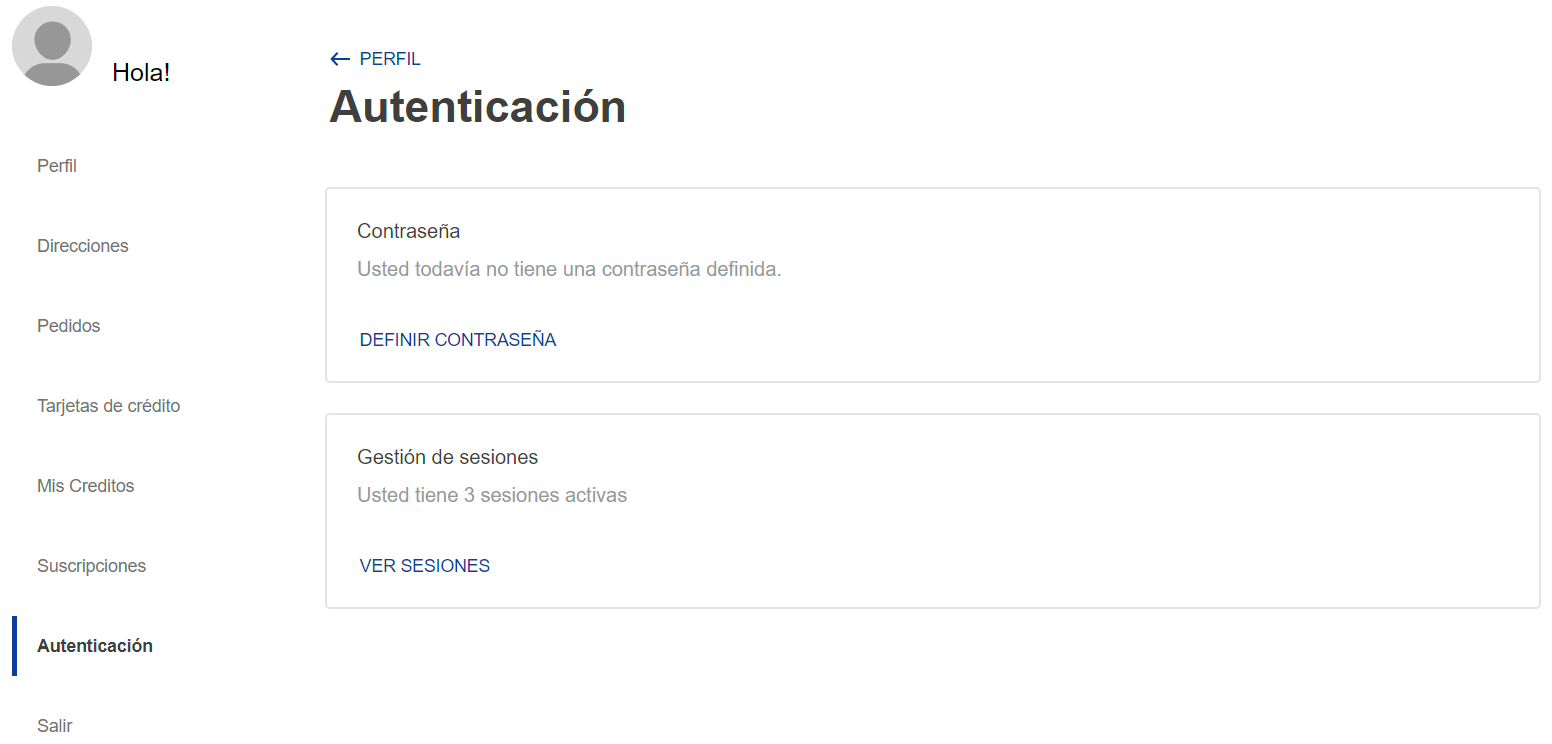 Hola!
Perfil
Direcciones
Pedidos
Tarjetas de crédito
Mis Creditos
Suscripciones
Autenticación
Salir
PERFIL
Autenticación
Contraseña
Usted todavía no tiene una contraseña definida.
DEFINIR CONTRASEÑA
Gestión de sesiones
Usted tiene 3 sesiones activas
VER SESIONES